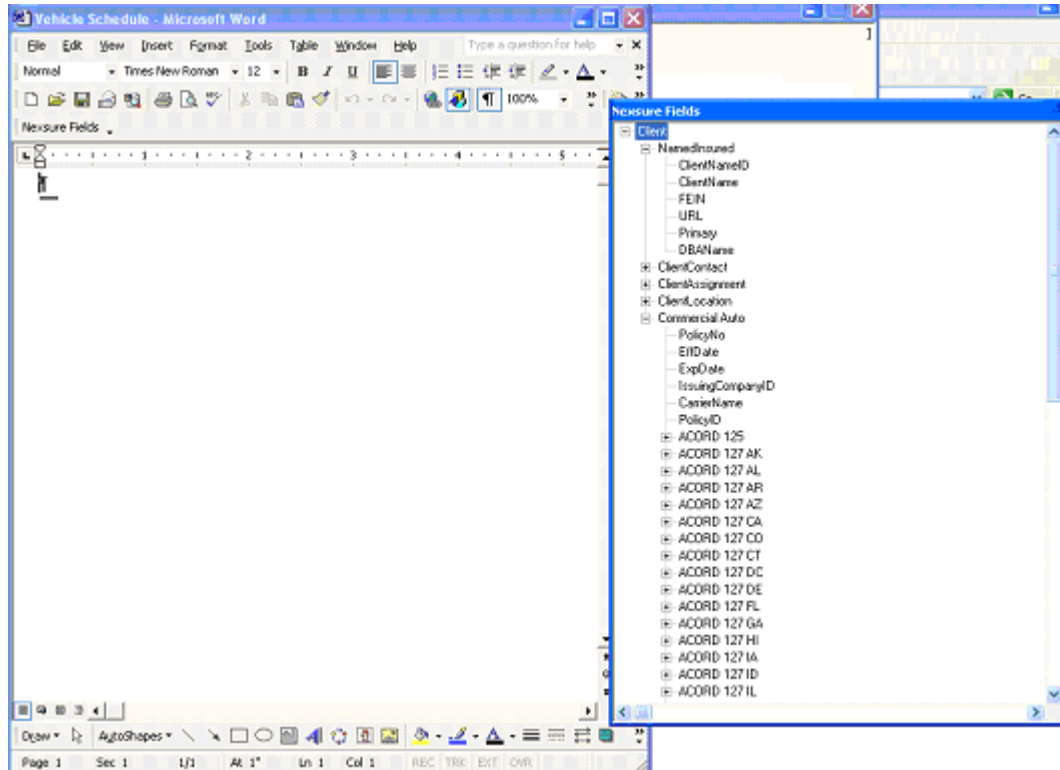 Vehicle Schedule - Microsoft Word
File Edit View Insert Format Tools Table Window Help Type a question for help
Normal Times New Roman 12 B I U
100%
Nexsure Fields
1 2 3 4 5
Nexsure Fields
Client
NamedInsured
ClientNameID
ClientName
FEIN
URL
Primary
DBAName
ClientContact
ClientAssignment
ClientLocation
Commercial Auto
PolicyNo
EffDate
ExpDate
IssuingCompanyID
CarrierName
PolicyID
ACORD 125
ACORD 127 AK
ACORD 127 AL
ACORD 127 AR
ACORD 127 AZ
ACORD 127 CA
ACORD 127 CO
ACORD 127 CT
ACORD 127 DC
ACORD 127 DE
ACORD 127 FL
ACORD 127 GA
ACORD 127 HI
ACORD 127 IA
ACORD 127 ID
ACORD 127 IL
Draw AutoShapes
Page 1 Sec 1 1/1 At 1" Ln 1 Col 1 REC TRK EXT OVR